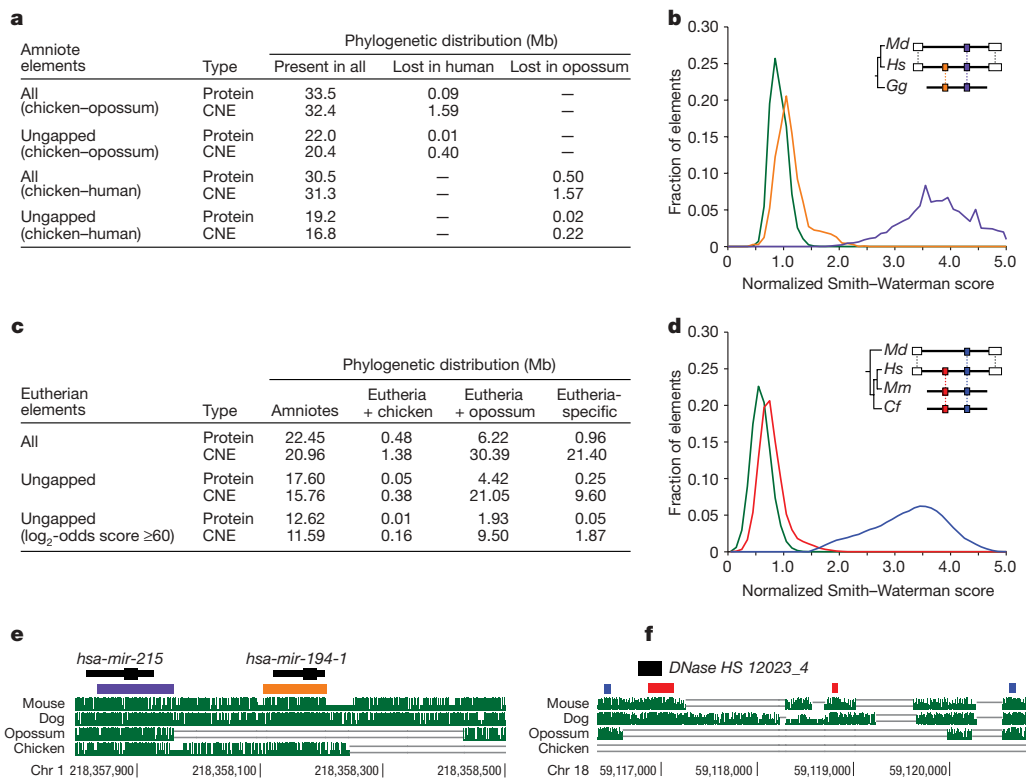 a
Phylogenetic distribution (Mb)
Amniote elements Type Present in all Lost in human Lost in opossum
All Protein 33.5 0.09 —
(chicken–opossum) CNE 32.4 1.59 —
Ungapped Protein 22.0 0.01 —
(chicken–opossum) CNE 20.4 0.40 —
All Protein 30.5 — 0.50
(chicken–human) CNE 31.3 — 1.57
Ungapped Protein 19.2 — 0.02
(chicken–human) CNE 16.8 — 0.22
b
Fraction of elements
0.30
0.25
0.20
0.15
0.10
0.05
0
0 1.0 2.0 3.0 4.0 5.0
Normalized Smith–Waterman score
Md
Hs
Gg
c
Phylogenetic distribution (Mb)
Eutherian elements Type Amniotes Eutheria + chicken Eutheria + opossum Eutheria-specific
All Protein 22.45 0.48 6.22 0.96
CNE 20.96 1.38 30.39 21.40
Ungapped Protein 17.60 0.05 4.42 0.25
CNE 15.76 0.38 21.05 9.60
Ungapped Protein 12.62 0.01 1.93 0.05
(log2-odds score ≥60) CNE 11.59 0.16 9.50 1.87
d
Fraction of elements
0.30
0.25
0.20
0.15
0.10
0.05
0
0 1.0 2.0 3.0 4.0 5.0
Normalized Smith–Waterman score
Md
Hs
Mm
Cf
e
hsa-mir-215 hsa-mir-194-1
Mouse
Dog
Opossum
Chicken
Chr 1 218,357,900 218,358,100 218,358,300 218,358,500
f
DNase HS 12023_4
Mouse
Dog
Opossum
Chicken
Chr 18 59,117,000 59,118,000 59,119,000 59,120,000